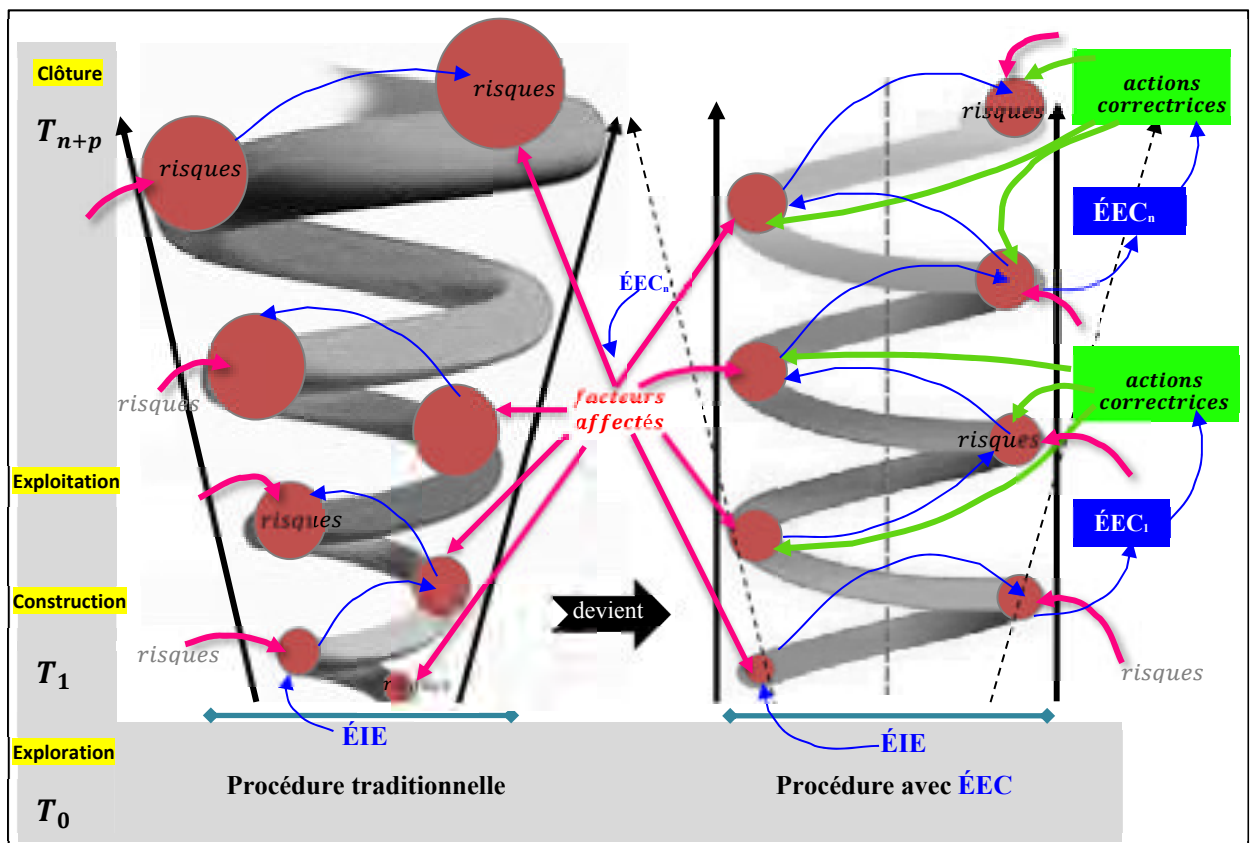 Clôture
risques
risques
actions
correctrices
T_{n+p}
risques
ÉEC_n
ÉEC_n
facteurs
affectés
actions
correctrices
risques
risques
Exploitation
risques
ÉEC_1
Construction
devient
risques
risques
T_1
ÉIE
ÉIE
Exploration
Procédure traditionnelle
Procédure avec ÉEC
T_0